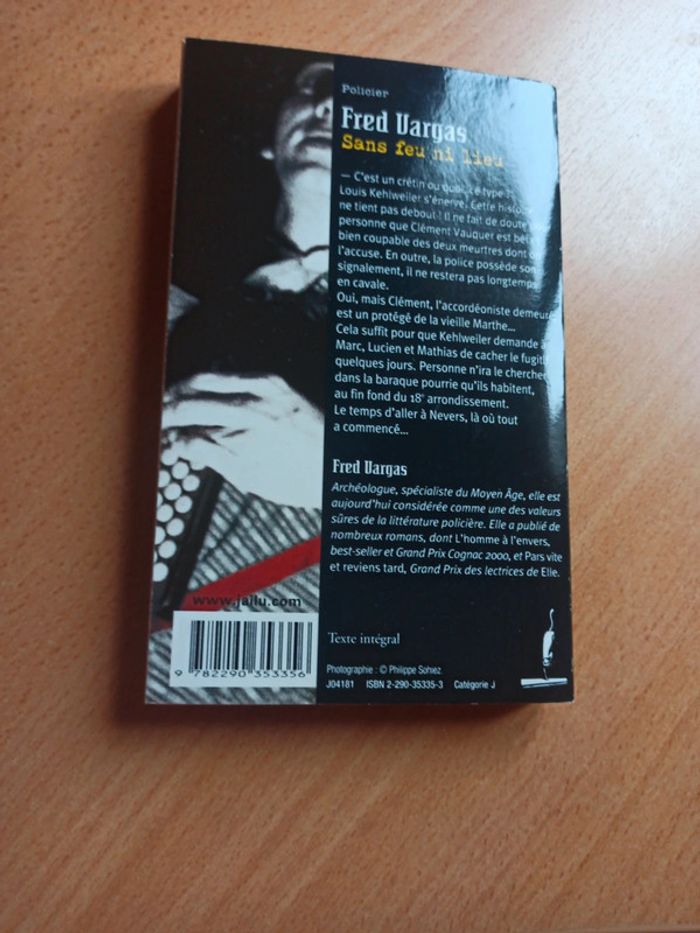 Policier
Fred Vargas
Sans feu ni lieu
— C'est un crétin ou quoi, ce type ?
Louis Kehlweiler s'énerve. Cette histoire
ne tient pas debout ! Il ne fait de doute
personne que Clément Vauquer est bel
bien coupable des deux meurtres dont
l'accuse. En outre, la police possède son
signalement, il ne restera pas longtemps
en cavale.
Oui, mais Clément, l'accordéoniste demeuré
est un protégé de la vieille Marthe...
Cela suffit pour que Kehlweiler demande à
Marc, Lucien et Mathias de cacher le fugitif
quelques jours. Personne n'ira le chercher
dans la baraque pourrie qu'ils habitent,
au fin fond du 18e arrondissement.
Le temps d'aller à Nevers, là où tout
a commencé...
Fred Vargas
Archéologue, spécialiste du Moyen Âge, elle est
aujourd'hui considérée comme une des valeurs
sûres de la littérature policière. Elle a publié de
nombreux romans, dont L'homme à l'envers,
best-seller et Grand Prix Cognac 2000, et Pars vite
et reviens tard, Grand Prix des lectrices de Elle.
www.jailu.com
Texte intégral
9 782290 353356
Photographie : © Philippe Sohiez
J04181 ISBN 2-290-35335-3 Catégorie J